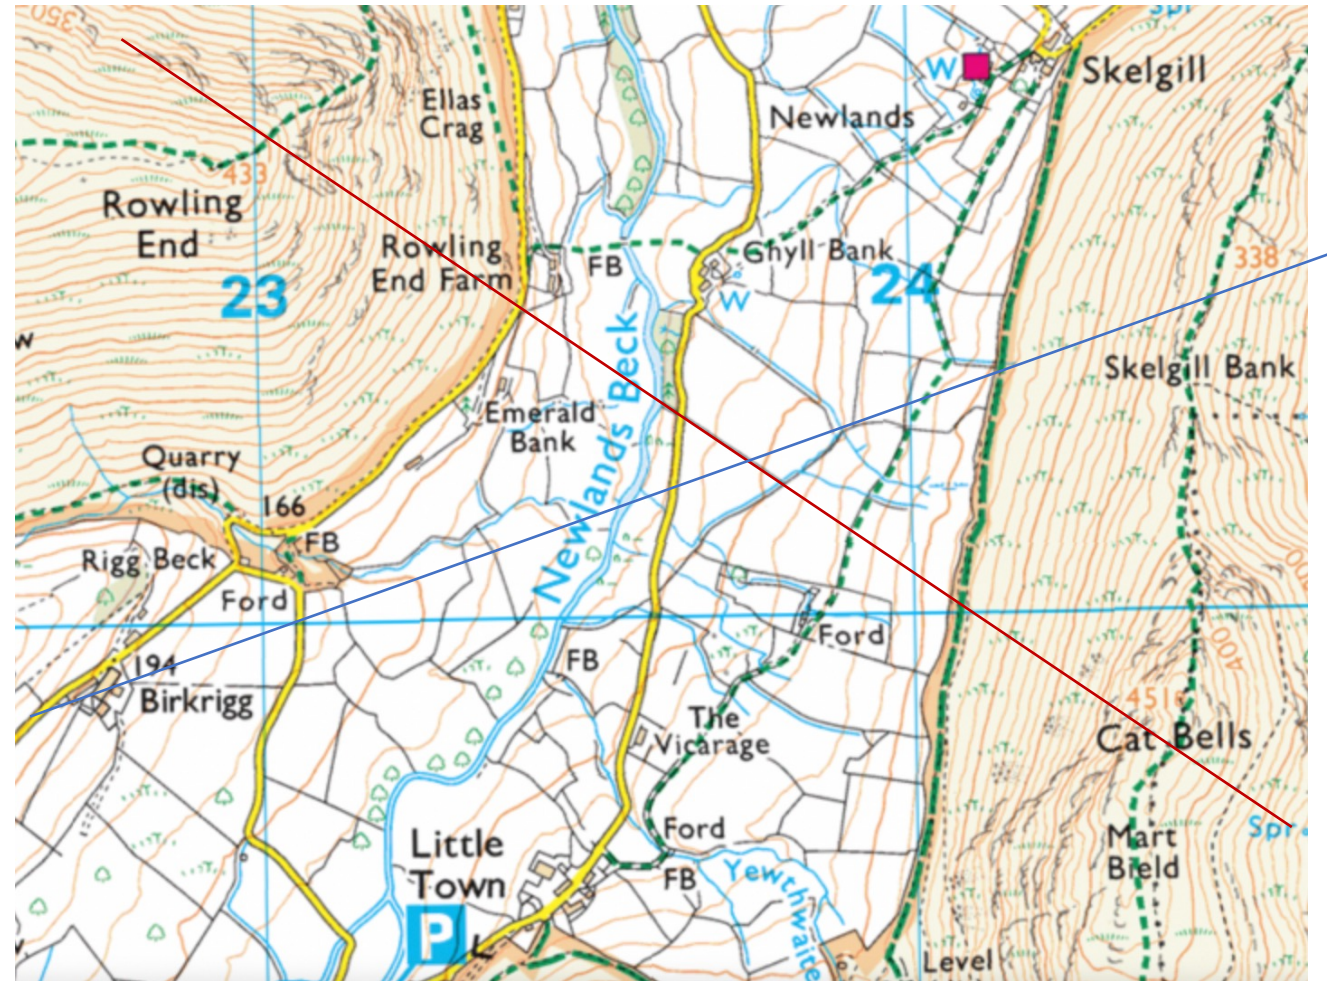 350
Spr
Skelgill
W
Ellas
Crag
Newlands
433
Rowling
End
Rowling
End Farm
FB
Ghyll Bank
338
23
24
W
w
Newlands Beck
Skelgill Bank
Emerald
Bank
Quarry
(dis)
166
FB
Rigg Beck
Ford
Ford
400
194
Birkrigg
FB
The
Vicarage
451
Cat Bells
Little
Town
Ford
FB
Yewthwaite
Mart
Bield
Spr
P
Level